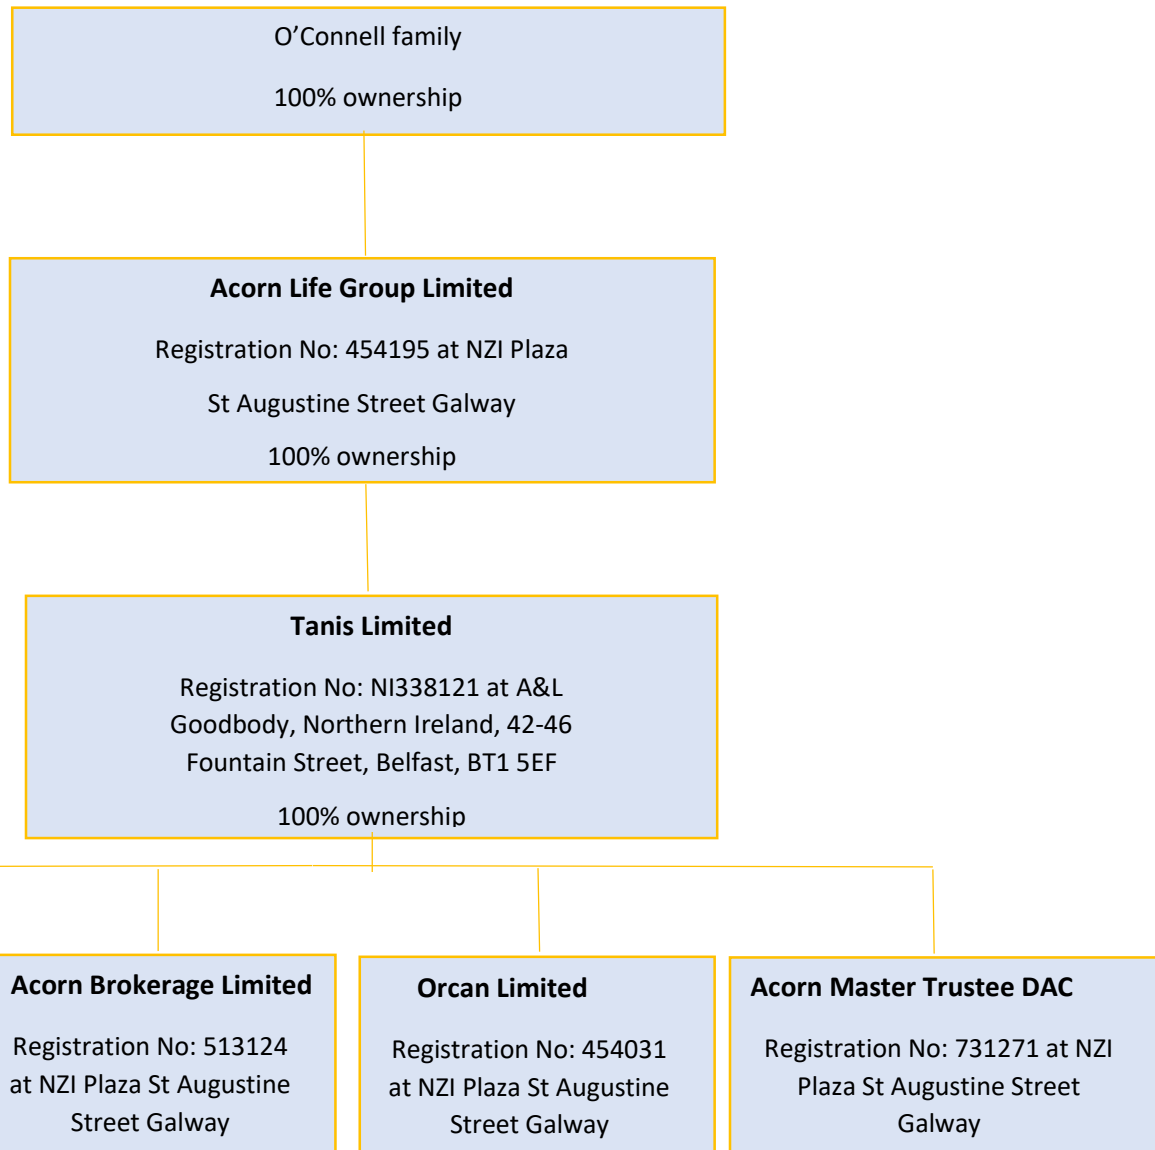 O’Connell family
100% ownership
Acorn Life Group Limited
Registration No: 454195 at NZI Plaza
St Augustine Street Galway
100% ownership
Tanis Limited
Registration No: NI338121 at A&L
Goodbody, Northern Ireland, 42-46
Fountain Street, Belfast, BT1 5EF
100% ownership
Acorn Brokerage Limited
Registration No: 513124
at NZI Plaza St Augustine
Street Galway
Orcan Limited
Registration No: 454031
at NZI Plaza St Augustine
Street Galway
Acorn Master Trustee DAC
Registration No: 731271 at NZI
Plaza St Augustine Street
Galway